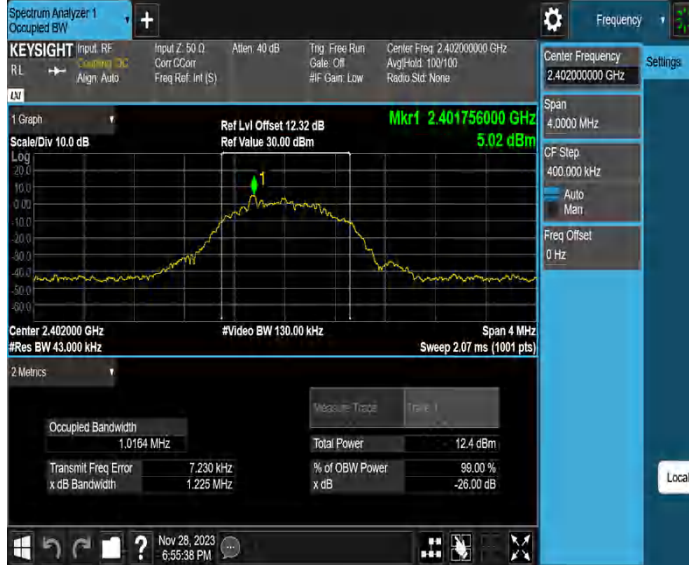 Spectrum Analyzer 1
Occupied BW
+
Frequency
KEYSIGHT
Input: RF
Coupling: DC
Align: Auto
Input Z: 50 Ω
Corr CCorr
Freq Ref: Int (S)
Atten: 40 dB
Trig: Free Run
Gate: Off
#IF Gain: Low
Center Freq: 2.402000000 GHz
Avg|Hold: 100/100
Radio Std: None
RL
LXI
Center Frequency
2.402000000 GHz
Settings
Span
4.0000 MHz
CF Step
400.000 kHz
Auto
Man
Freq Offset
0 Hz
1 Graph
Scale/Div 10.0 dB
Ref Lvl Offset 12.32 dB
Ref Value 30.00 dBm
Mkr1 2.401756000 GHz
5.02 dBm
Log
20.0
10.0
0.00
-10.0
-20.0
-30.0
-40.0
-50.0
-60.0
1
Center 2.402000 GHz
#Res BW 43.000 kHz
#Video BW 130.00 kHz
Span 4 MHz
Sweep 2.07 ms (1001 pts)
2 Metrics
Measure Trace
Trace 1
Occupied Bandwidth
1.0164 MHz
Total Power 12.4 dBm
Transmit Freq Error 7.230 kHz
% of OBW Power 99.00 %
x dB Bandwidth 1.225 MHz
x dB -26.00 dB
Local
?
Nov 28, 2023
6:55:38 PM